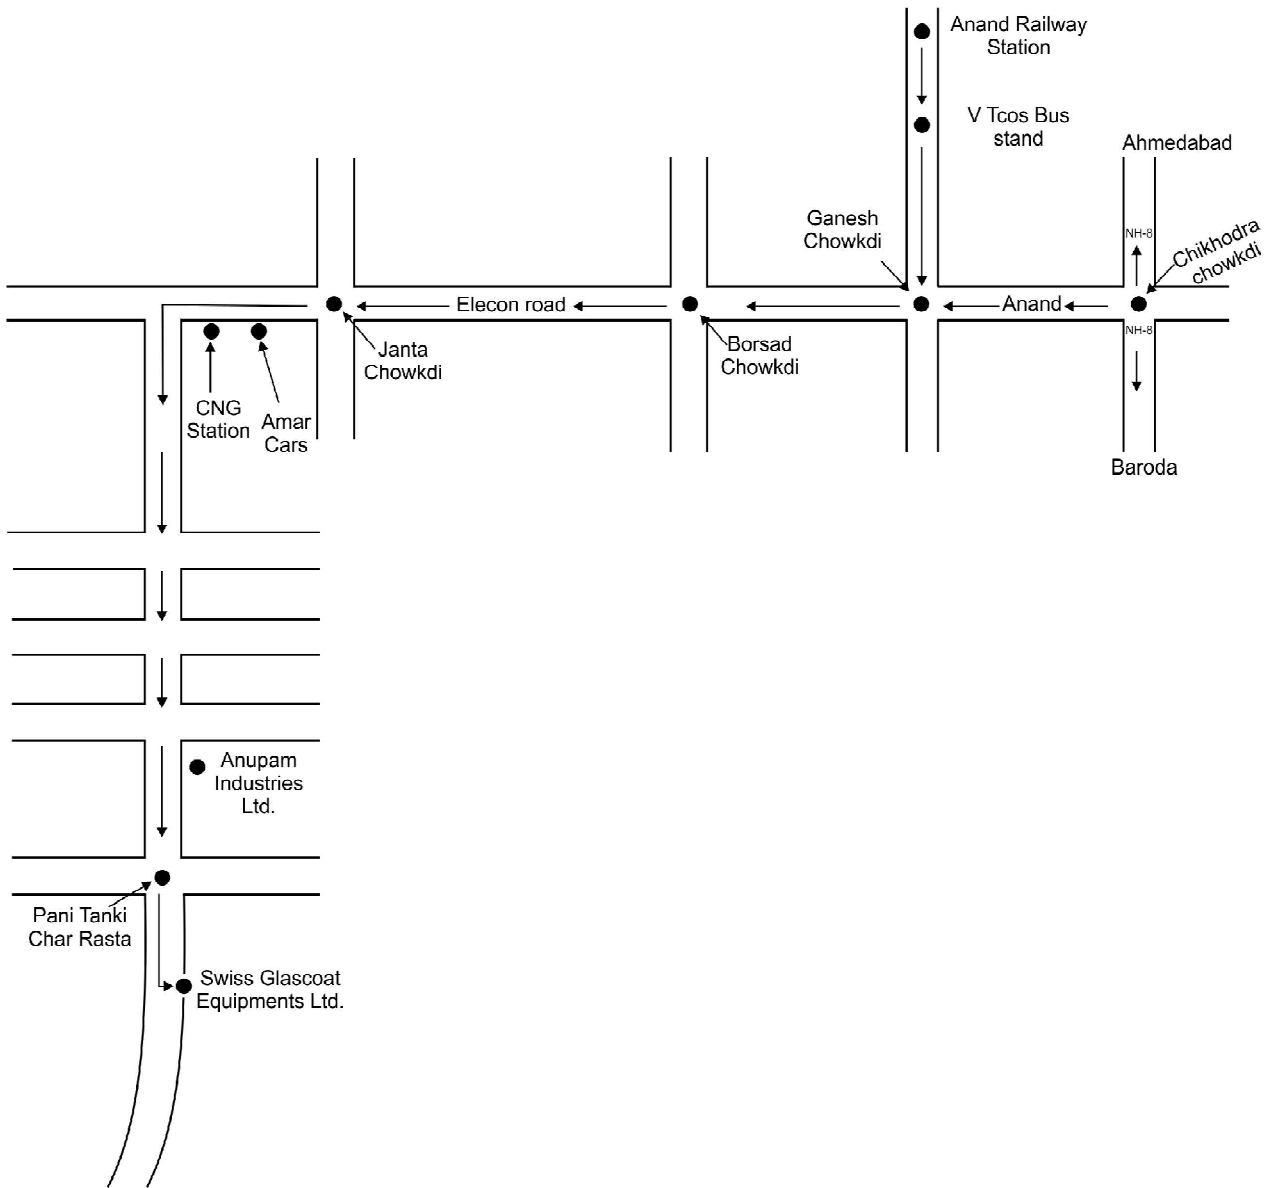 Anand Railway
Station
V Tcos Bus
stand
Ahmedabad
Ganesh
Chowkdi
NH-8
Chikhodra
chowkdi
Elecon road
Anand
NH-8
Janta
Chowkdi
Borsad
Chowkdi
CNG
Station
Amar
Cars
Baroda
Anupam
Industries
Ltd.
Pani Tanki
Char Rasta
Swiss Glascoat
Equipments Ltd.